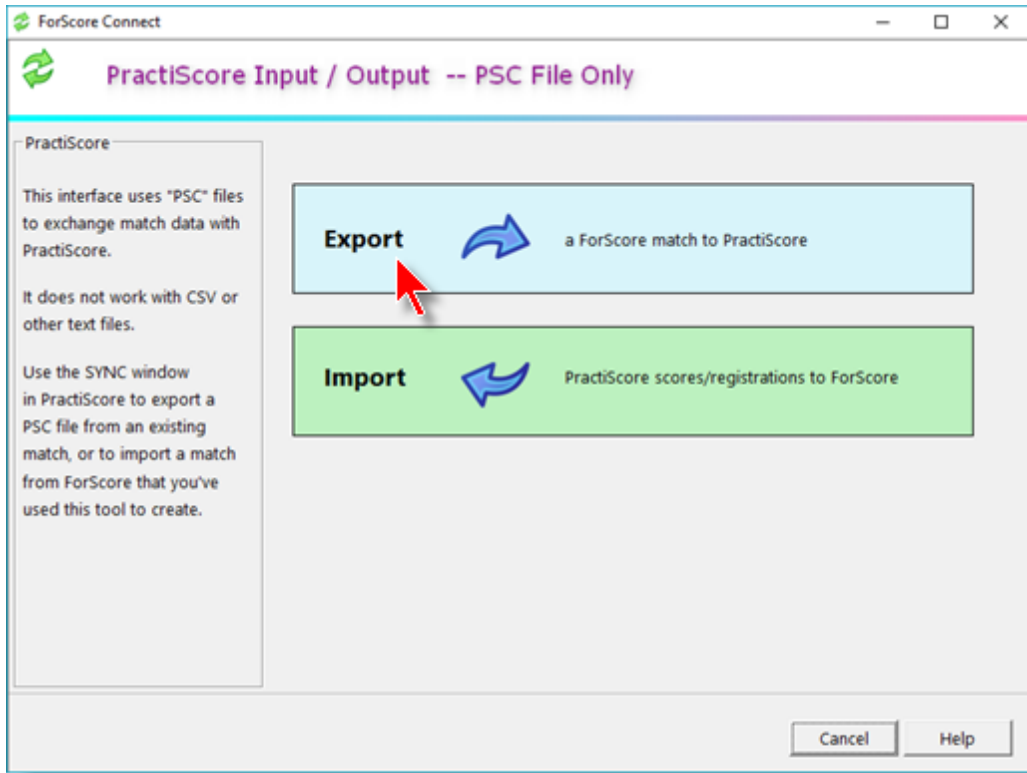 ForScore Connect
PractiScore Input / Output -- PSC File Only
PractiScore
This interface uses "PSC" files
to exchange match data with
PractiScore.
It does not work with CSV or
other text files.
Use the SYNC window
in PractiScore to export a
PSC file from an existing
match, or to import a match
from ForScore that you've
used this tool to create.
Export a ForScore match to PractiScore
Import PractiScore scores/registrations to ForScore
Cancel Help